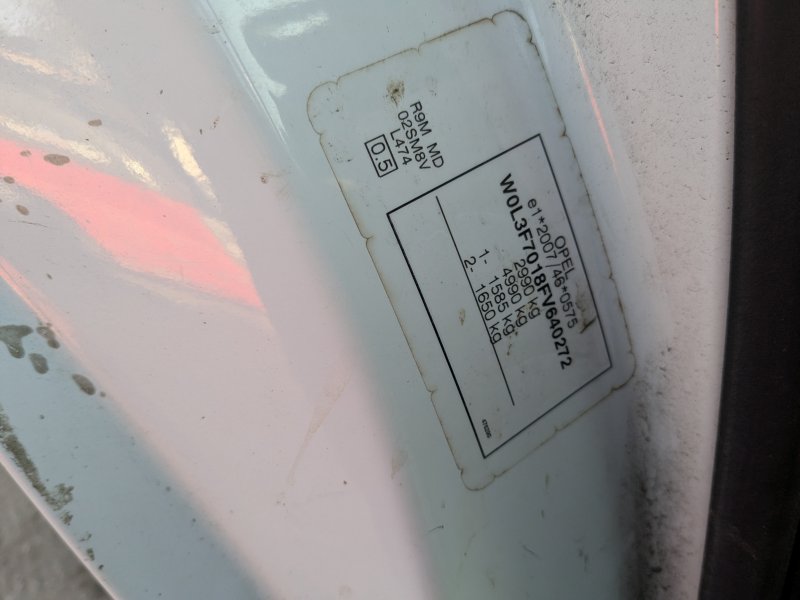 OPEL
e1*2007/46*0575
W0L3F7018FV640272
2990 kg
4990 kg
1- 1585 kg
2- 1650 kg
R9M MD
02SM8V
L474
0.5